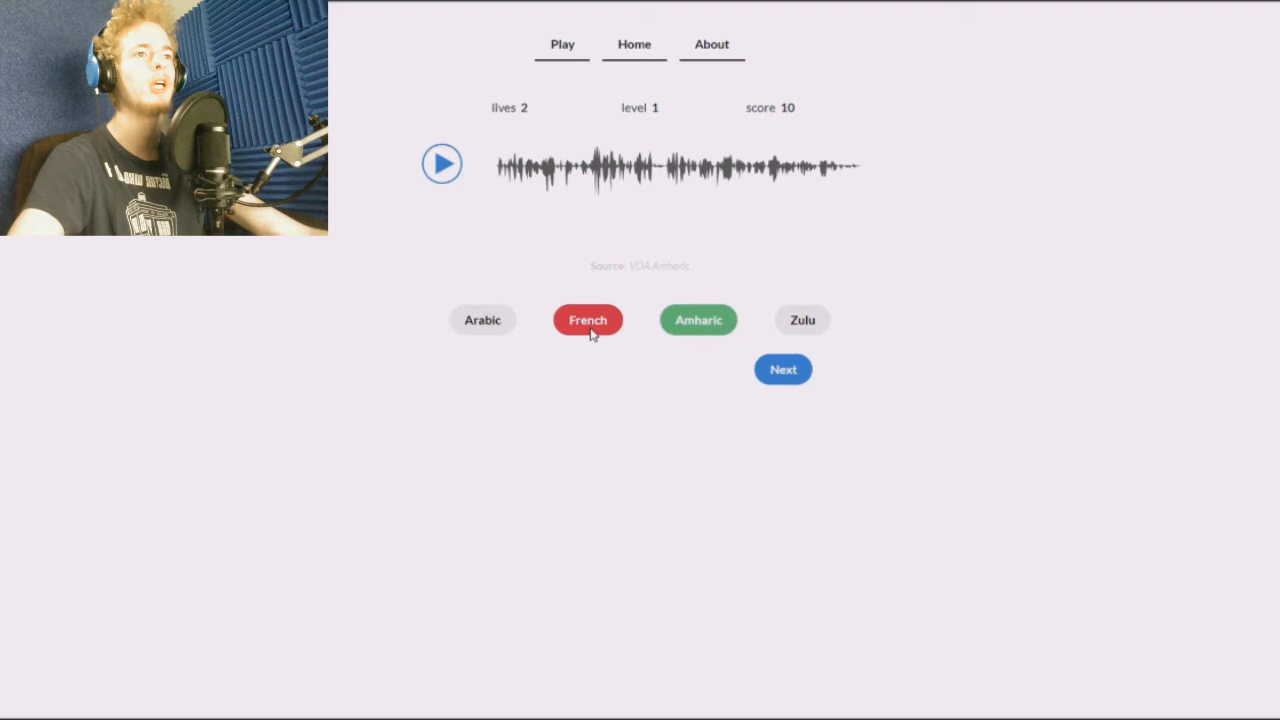 Play Home About
lives 2 level 1 score 10
Source: VOA Amharic
Arabic French Amharic Zulu
Next